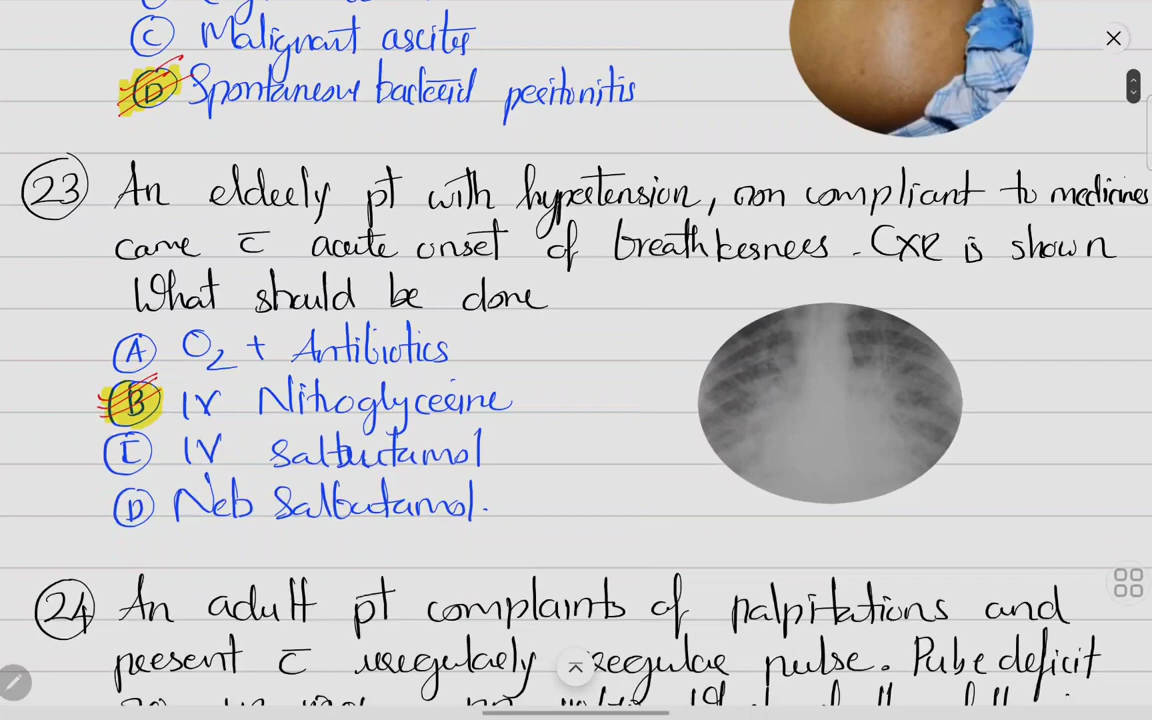 C Malignant ascites
D Spontaneous bacterial peritonitis
23 An elderly pt with hypertension, non compliant to medicines
came c̅ acute onset of breathlessness. CXR is shown
What should be done
A O2 + Antibiotics
B IV Nitroglycerine
C IV Salbutamol
D Neb Salbutamol.
24 An adult pt complaints of palpitations and
present c̅ irregularly irregular pulse. Pulse deficit